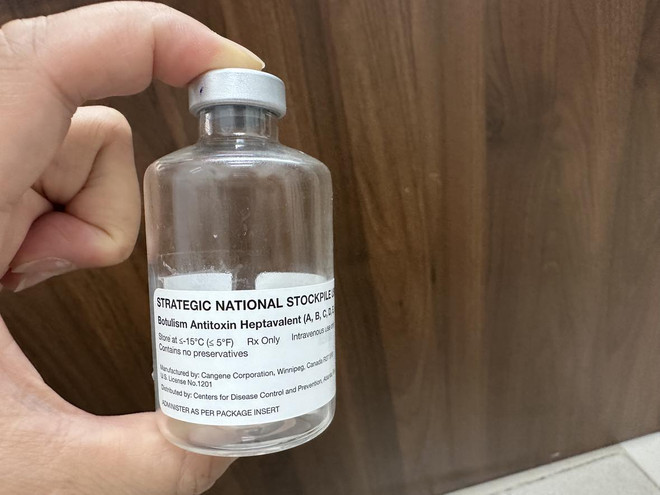 STRATEGIC NATIONAL STOCKPILE
Botulism Antitoxin Heptavalent (A, B, C, D,
Store at ≤-15°C (≤ 5°F) Rx Only Intravenous use
Contains no preservatives
Manufactured by: Cangene Corporation, Winnipeg, Canada
U.S. License No.1201
Distributed by: Centers for Disease Control and Prevention,
ADMINISTER AS PER PACKAGE INSERT